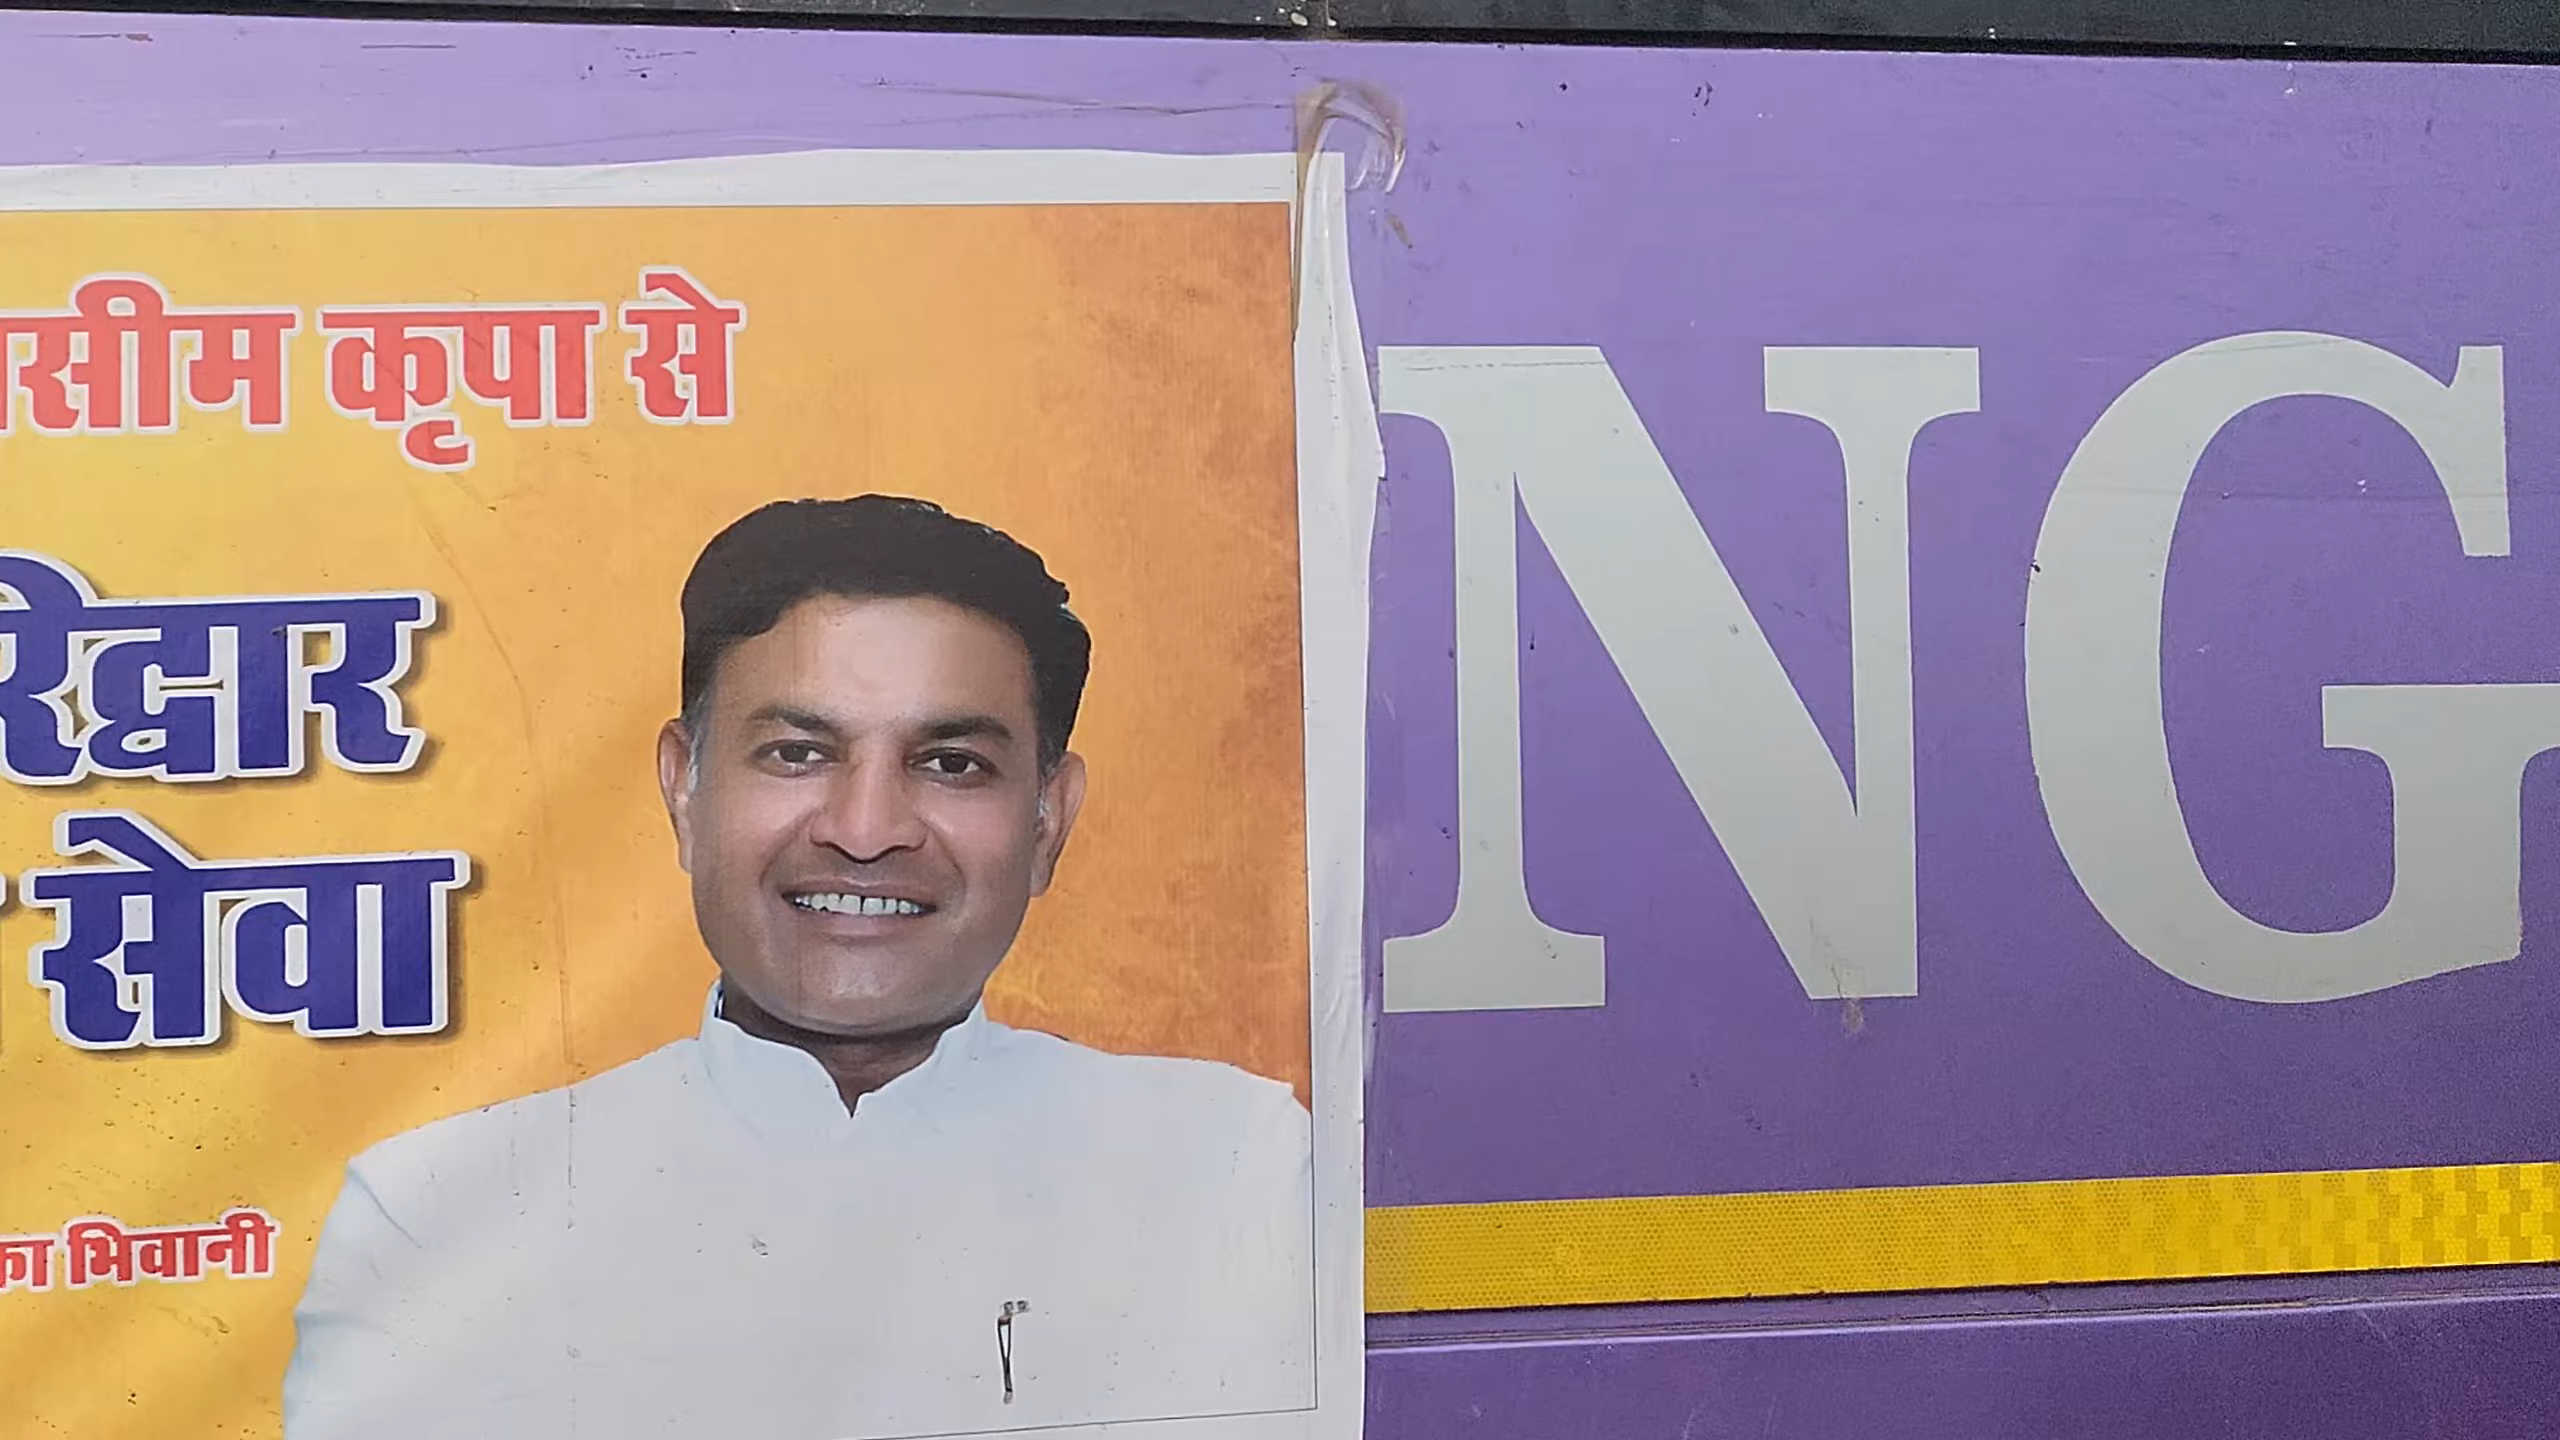 सीम कृपा से
रिद्वार
सेवा
का भिवानी
NG